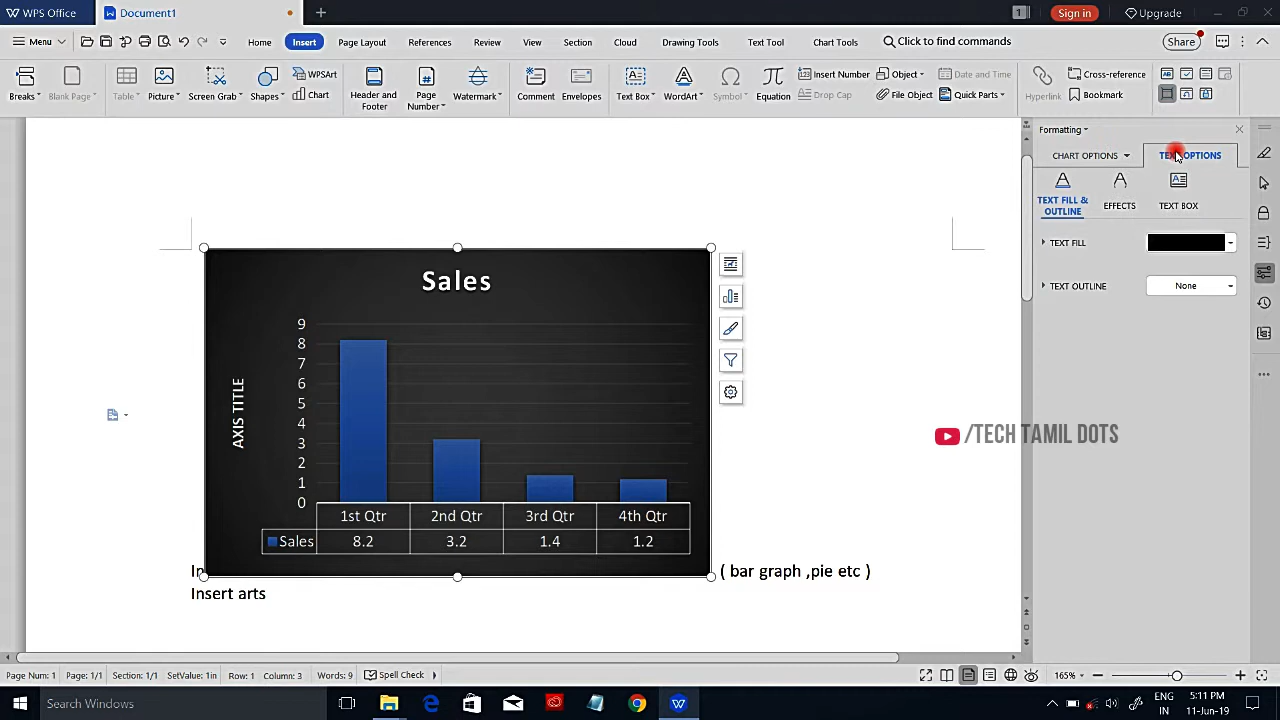 WPS Office
Document1
Sign in
Upgrade
Menu
Home
Insert
Page Layout
References
Review
View
Section
Cloud
Drawing Tools
Text Tool
Chart Tools
Click to find commands
Share
Breaks
Blank Page
Table
Picture
Screen Grab
Shapes
WPSArt
Chart
Header and Footer
Page Number
Watermark
Comment
Envelopes
Text Box
WordArt
Symbol
Equation
Insert Number
Drop Cap
Object
File Object
Date and Time
Quick Parts
Hyperlink
Cross-reference
Bookmark
Formatting
CHART OPTIONS
TEXT OPTIONS
TEXT FILL & OUTLINE
EFFECTS
TEXT BOX
TEXT FILL
TEXT OUTLINE
None
Sales
AXIS TITLE
9
8
7
6
5
4
3
2
1
0
1st Qtr 2nd Qtr 3rd Qtr 4th Qtr
Sales 8.2 3.2 1.4 1.2
/TECH TAMIL DOTS
In ( bar graph ,pie etc )
Insert arts
Page Num: 1 Page: 1/1 Section: 1/1 SetValue: 1in Row: 1 Words: 9 Spell Check 165%
Search Windows
ENG
IN
5:11 PM
11-Jun-19